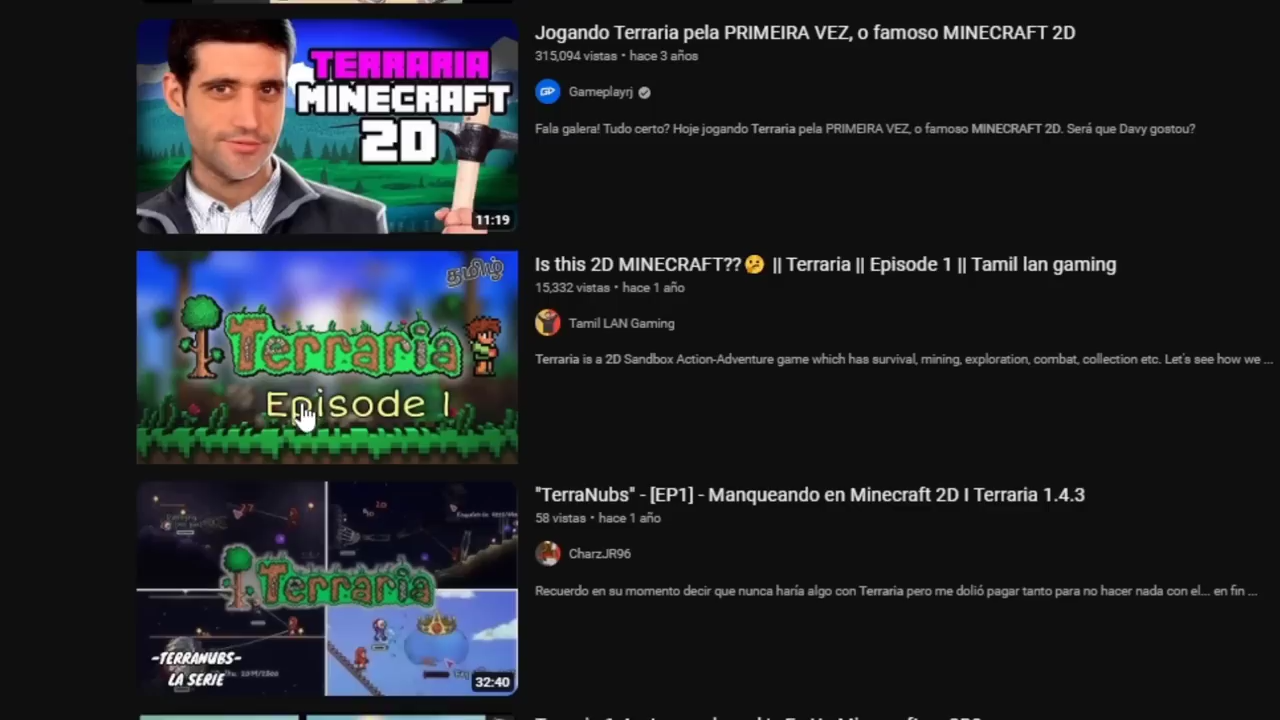 Jogando Terraria pela PRIMEIRA VEZ, o famoso MINECRAFT 2D
315,094 vistas • hace 3 años
GP Gameplayrj
Fala galera! Tudo certo? Hoje jogando Terraria pela PRIMEIRA VEZ, o famoso MINECRAFT 2D. Será que Davy gostou?
TERRARIA
MINECRAFT
2D
11:19
Is this 2D MINECRAFT??🤔 || Terraria || Episode 1 || Tamil lan gaming
15,332 vistas • hace 1 año
Tamil LAN Gaming
Terraria is a 2D Sandbox Action-Adventure game which has survival, mining, exploration, combat, collection etc. Let's see how we ...
தமிழ்
Terraria
Episode 1
"TerraNubs" - [EP1] - Manqueando en Minecraft 2D I Terraria 1.4.3
58 vistas • hace 1 año
CharzJR96
Recuerdo en su momento decir que nunca haría algo con Terraria pero me dolió pagar tanto para no hacer nada con el... en fin ...
Terraria
-TERRANUBS-
LA SERIE
32:40